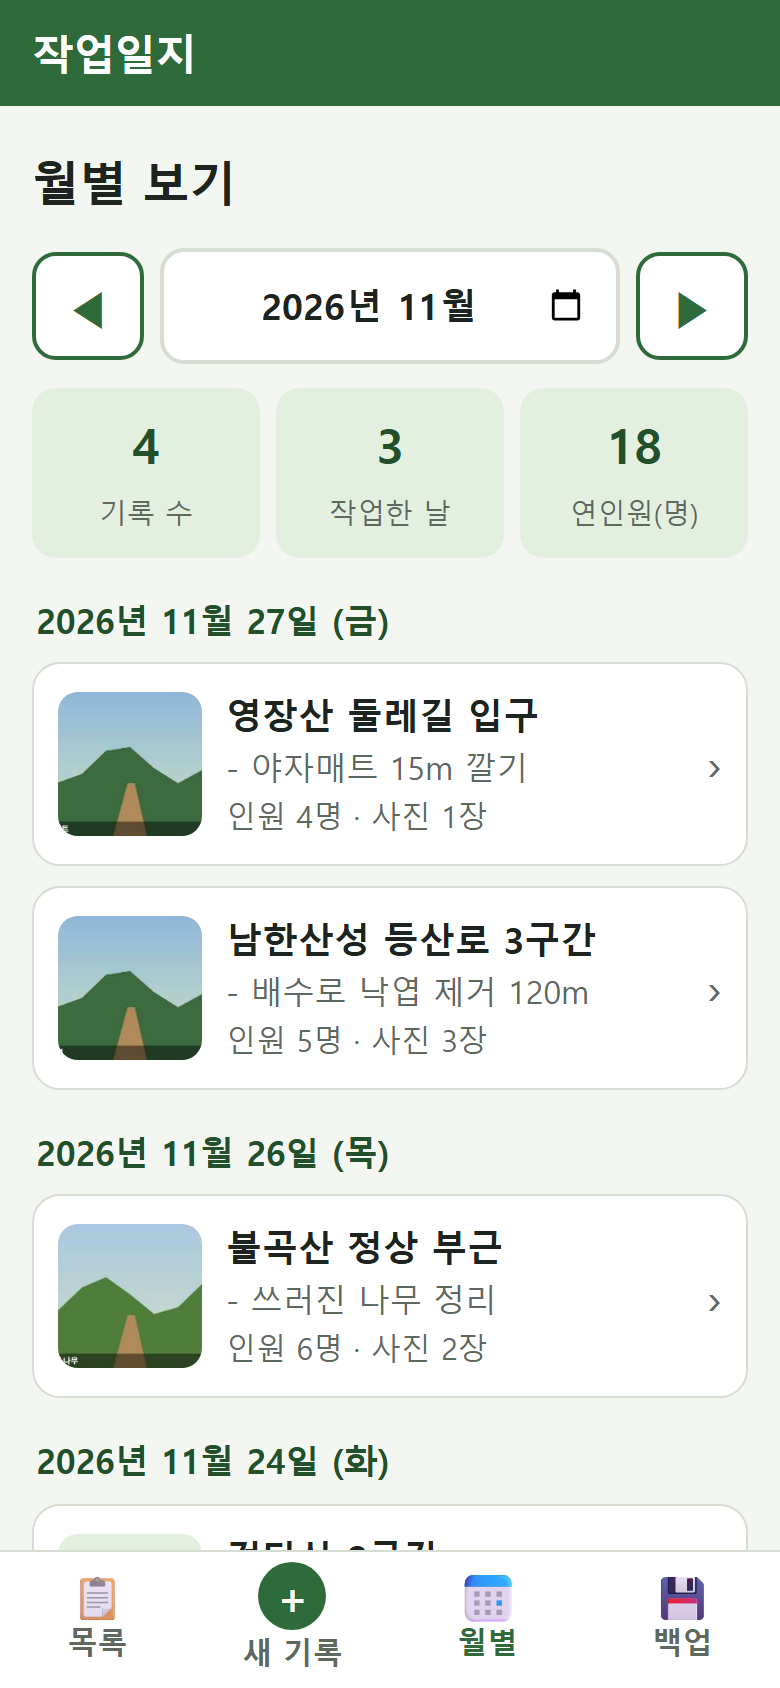 작업일지
월별 보기
◀
2026년 11월
▶
4
기록 수
3
작업한 날
18
연인원(명)
2026년 11월 27일 (금)
영장산 둘레길 입구
- 야자매트 15m 깔기
인원 4명 · 사진 1장
›
남한산성 등산로 3구간
- 배수로 낙엽 제거 120m
인원 5명 · 사진 3장
›
2026년 11월 26일 (목)
나무
불곡산 정상 부근
- 쓰러진 나무 정리
인원 6명 · 사진 2장
›
2026년 11월 24일 (화)
+
목록
새 기록
월별
백업